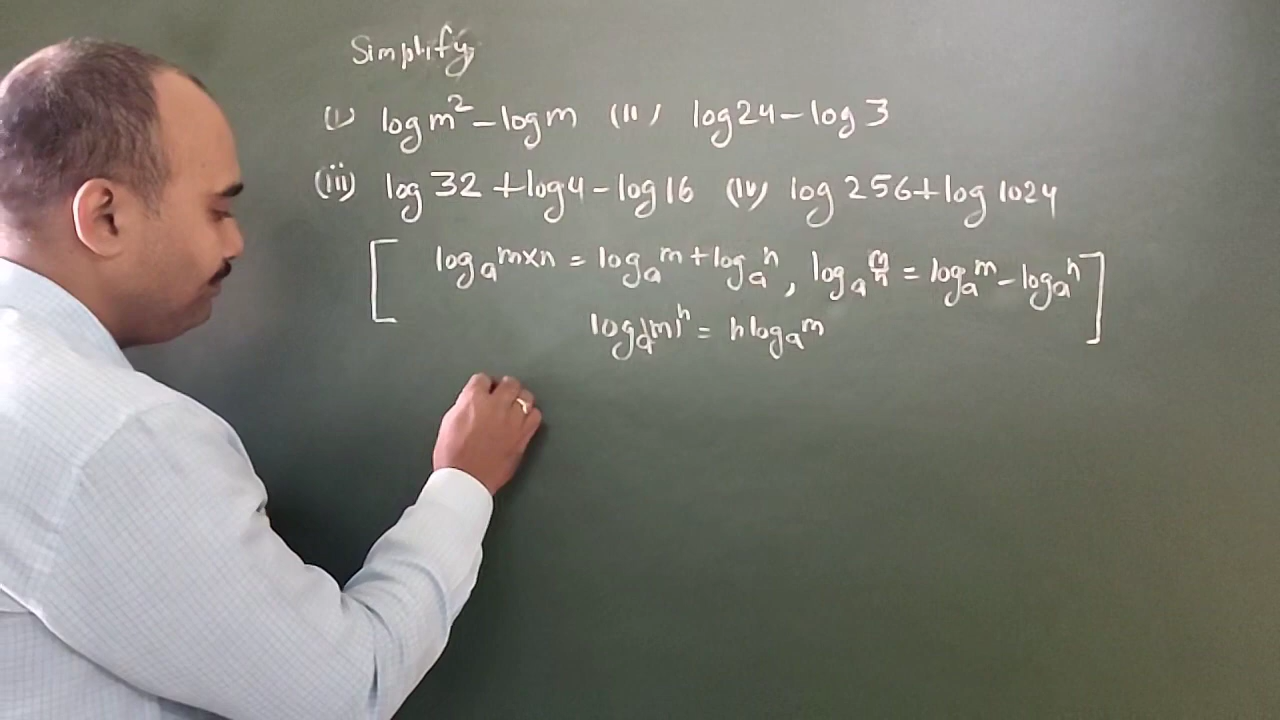 Simplify
(i) log m² – log m (ii) log 24 – log 3
(iii) log 32 + log 4 – log 16 (iv) log 256 + log 1024
[ logₐ m×n = logₐ m + logₐ n , logₐ m/n = logₐ m – logₐ n ]
logₐ (m)ⁿ = n logₐ m